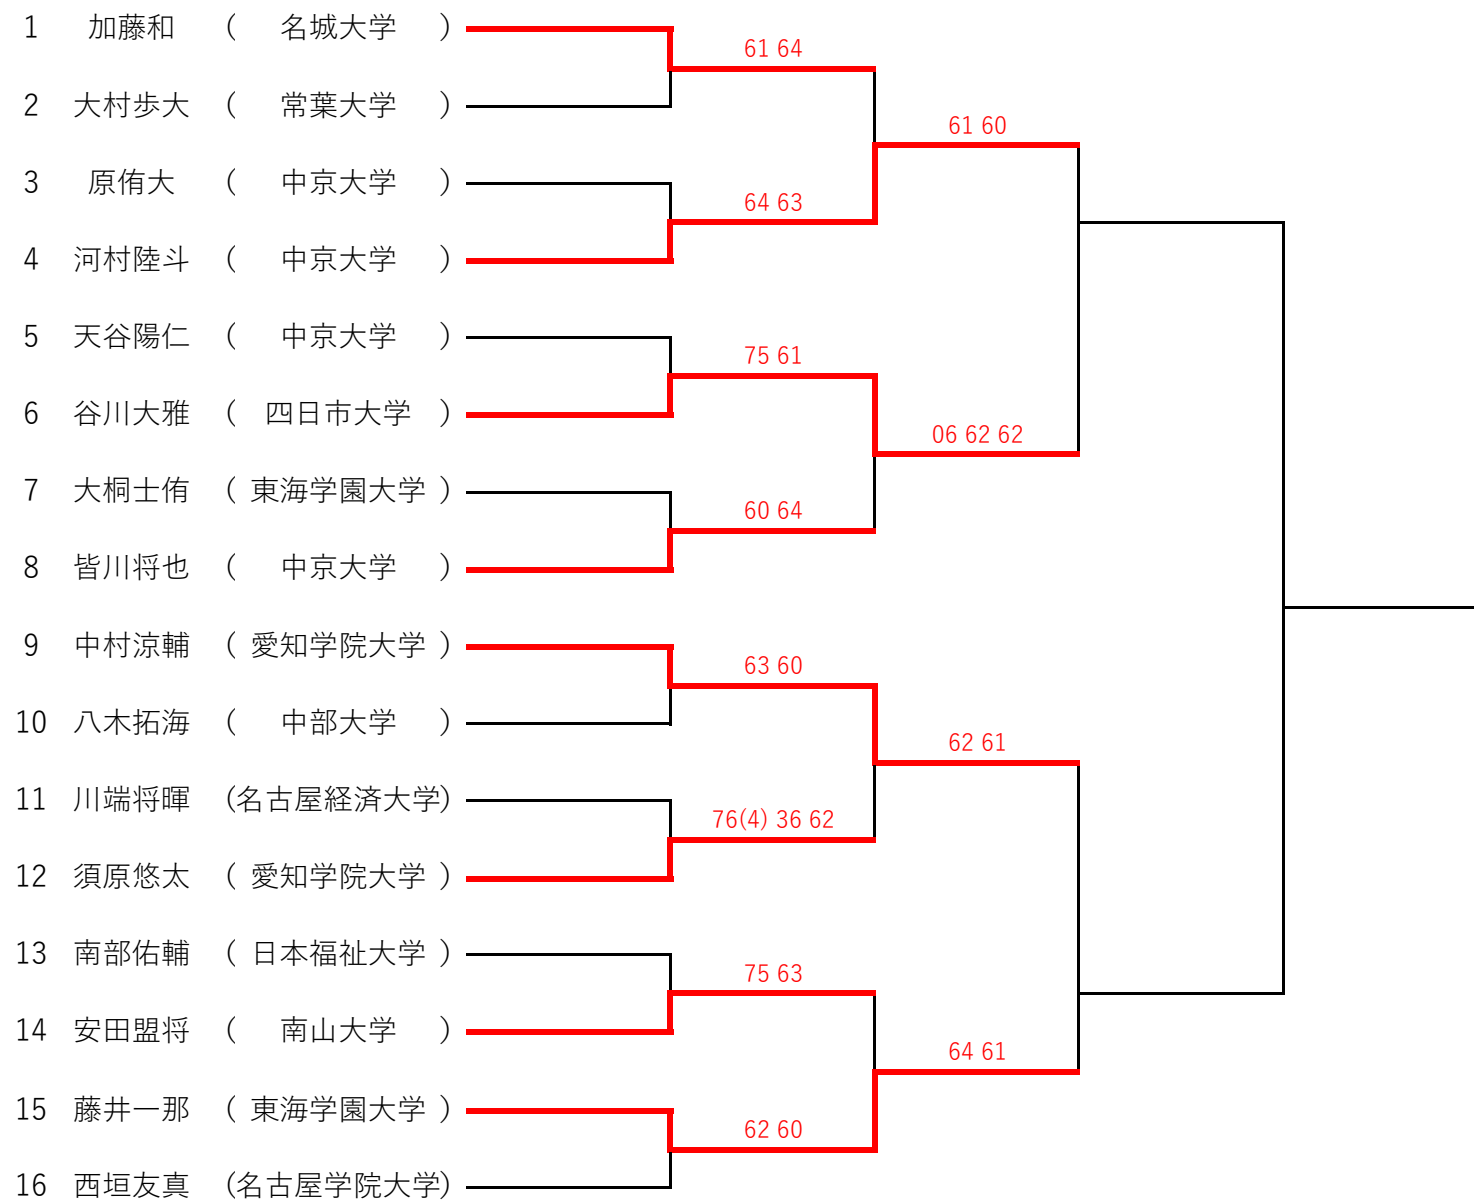 1 加藤和 ( 名城大学 )
61 64
2 大村歩大 ( 常葉大学 )
61 60
3 原侑大 ( 中京大学 )
64 63
4 河村陸斗 ( 中京大学 )
5 天谷陽仁 ( 中京大学 )
75 61
6 谷川大雅 ( 四日市大学 )
06 62 62
7 大桐士侑 ( 東海学園大学 )
60 64
8 皆川将也 ( 中京大学 )
9 中村涼輔 ( 愛知学院大学 )
63 60
10 八木拓海 ( 中部大学 )
62 61
11 川端将暉 (名古屋経済大学)
76(4) 36 62
12 須原悠太 ( 愛知学院大学 )
13 南部佑輔 ( 日本福祉大学 )
75 63
14 安田盟将 ( 南山大学 )
64 61
15 藤井一那 ( 東海学園大学 )
62 60
16 西垣友真 (名古屋学院大学)